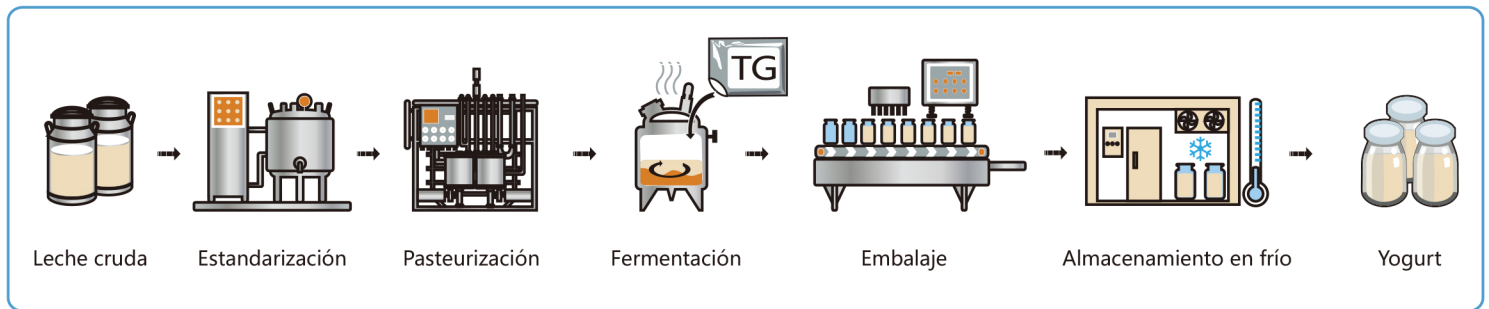 TG
Leche cruda
Estandarización
Pasteurización
Fermentación
Embalaje
Almacenamiento en frío
Yogurt